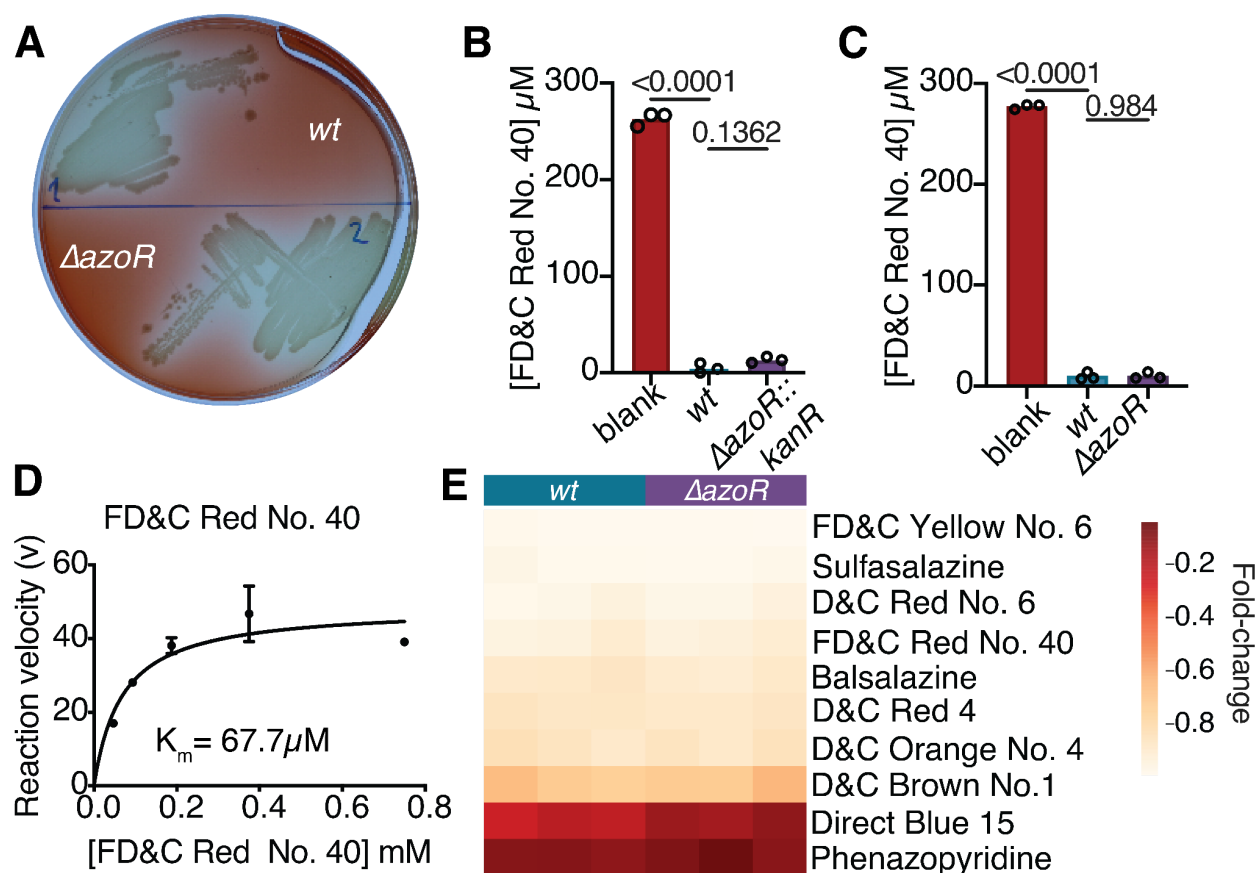 A
wt
1
2
ΔazoR
B
[FD&C Red No. 40] µM
300
200
100
0
<0.0001
0.1362
blank
wt
ΔazoR::
kanR
C
[FD&C Red No. 40] µM
300
200
100
0
<0.0001
0.984
blank
wt
ΔazoR
D
FD&C Red No. 40
Reaction velocity (v)
60
40
20
0
Km = 67.7µM
0.0 0.2 0.4 0.6 0.8
[FD&C Red No. 40] mM
E
wt ΔazoR
FD&C Yellow No. 6
Sulfasalazine
D&C Red No. 6
FD&C Red No. 40
Balsalazine
D&C Red 4
D&C Orange No. 4
D&C Brown No.1
Direct Blue 15
Phenazopyridine
-0.2
-0.4
-0.6
-0.8
Fold-change